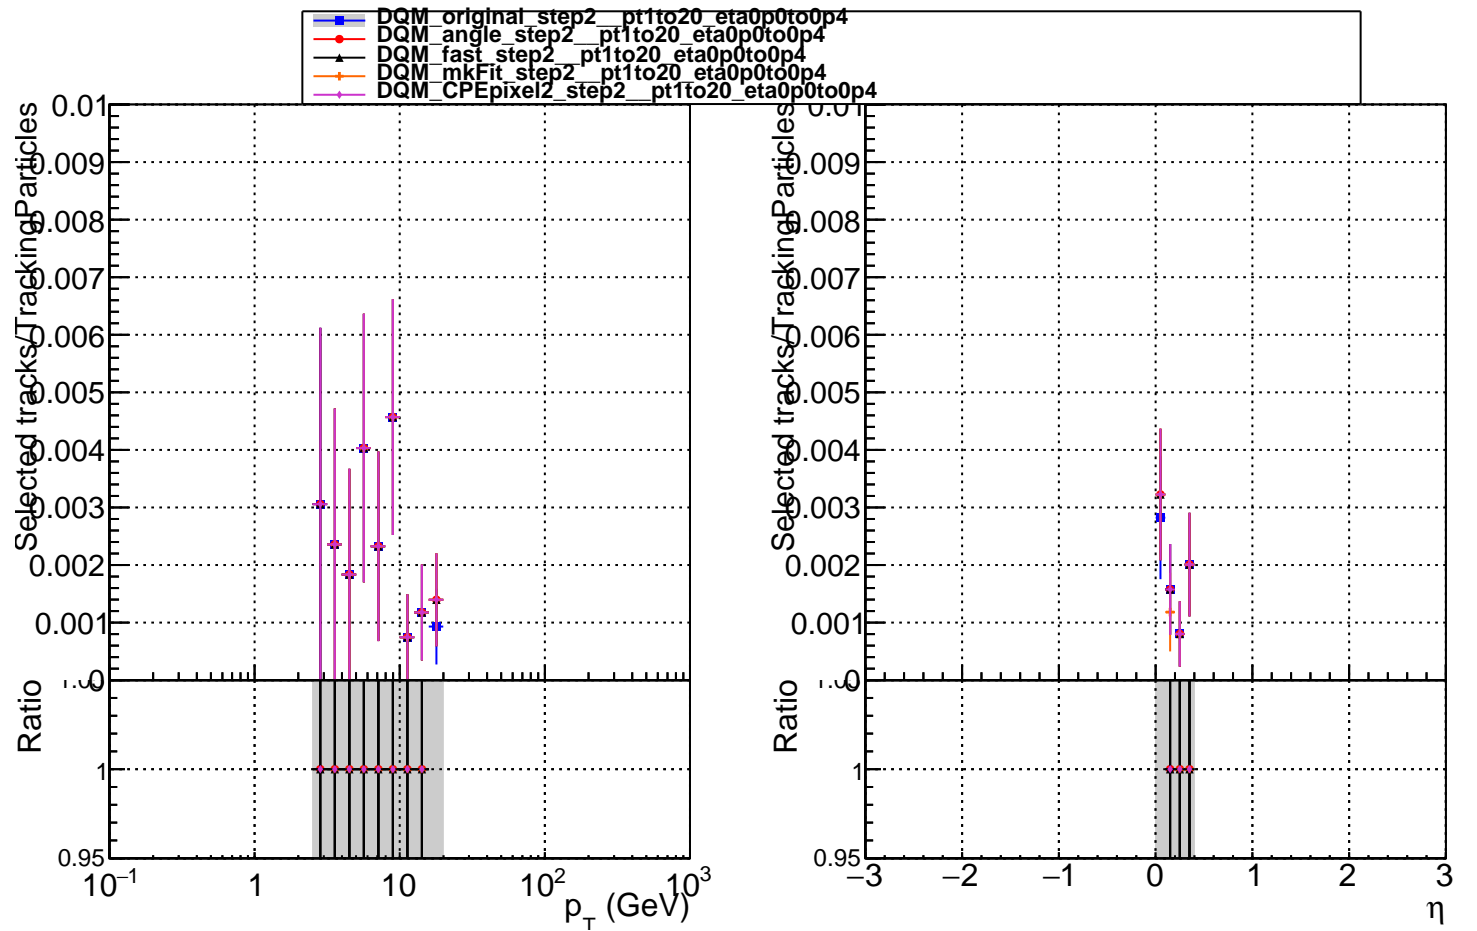 DQM_original_step2__pt1to20_eta0p0to0p4
DQM_angle_step2__pt1to20_eta0p0to0p4
DQM_fast_step2__pt1to20_eta0p0to0p4
DQM_mkFit_step2__pt1to20_eta0p0to0p4
DQM_CPEpixel2_step2__pt1to20_eta0p0to0p4
Selected tracks/TrackingParticles
0.01
0.009
0.008
0.007
0.006
0.005
0.004
0.003
0.002
0.001
0
Ratio
1
0.95
10⁻¹ 1 10 10² 10³
p_T (GeV)
Selected tracks/TrackingParticles
0.01
0.009
0.008
0.007
0.006
0.005
0.004
0.003
0.002
0.001
0
Ratio
1
0.95
−3 −2 −1 0 1 2 3
η